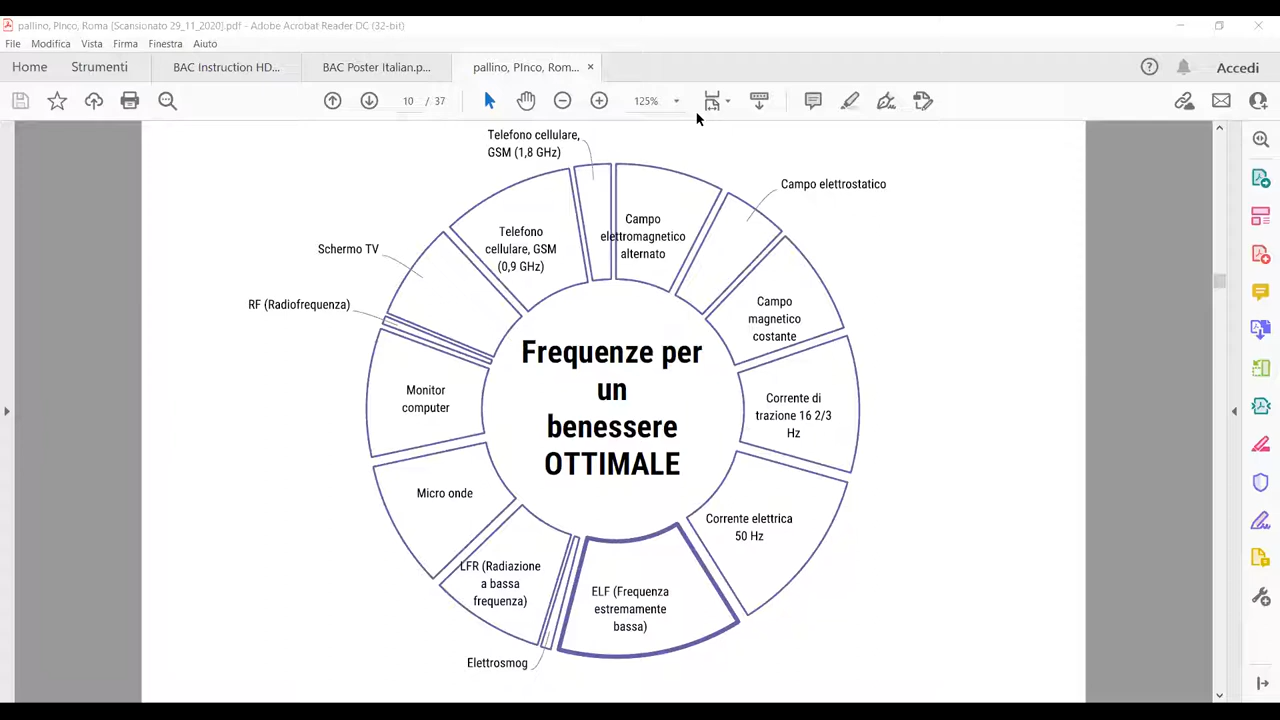 pallino, PInco, Roma [Scansionato 29_11_2020].pdf - Adobe Acrobat Reader DC (32-bit)
File Modifica Vista Firma Finestra Aiuto
Home Strumenti BAC Instruction HD... BAC Poster Italian.p... pallino, PInco, Rom... ×
Accedi
10 / 37 125%
Telefono cellulare,
GSM (1,8 GHz)
Campo elettrostatico
Campo
elettromagnetico
alternato
Telefono
cellulare, GSM
(0,9 GHz)
Schermo TV
RF (Radiofrequenza)
Campo
magnetico
costante
Frequenze per
un
benessere
OTTIMALE
Monitor
computer
Corrente di
trazione 16 2/3
Hz
Micro onde
Corrente elettrica
50 Hz
LFR (Radiazione
a bassa
frequenza)
ELF (Frequenza
estremamente
bassa)
Elettrosmog